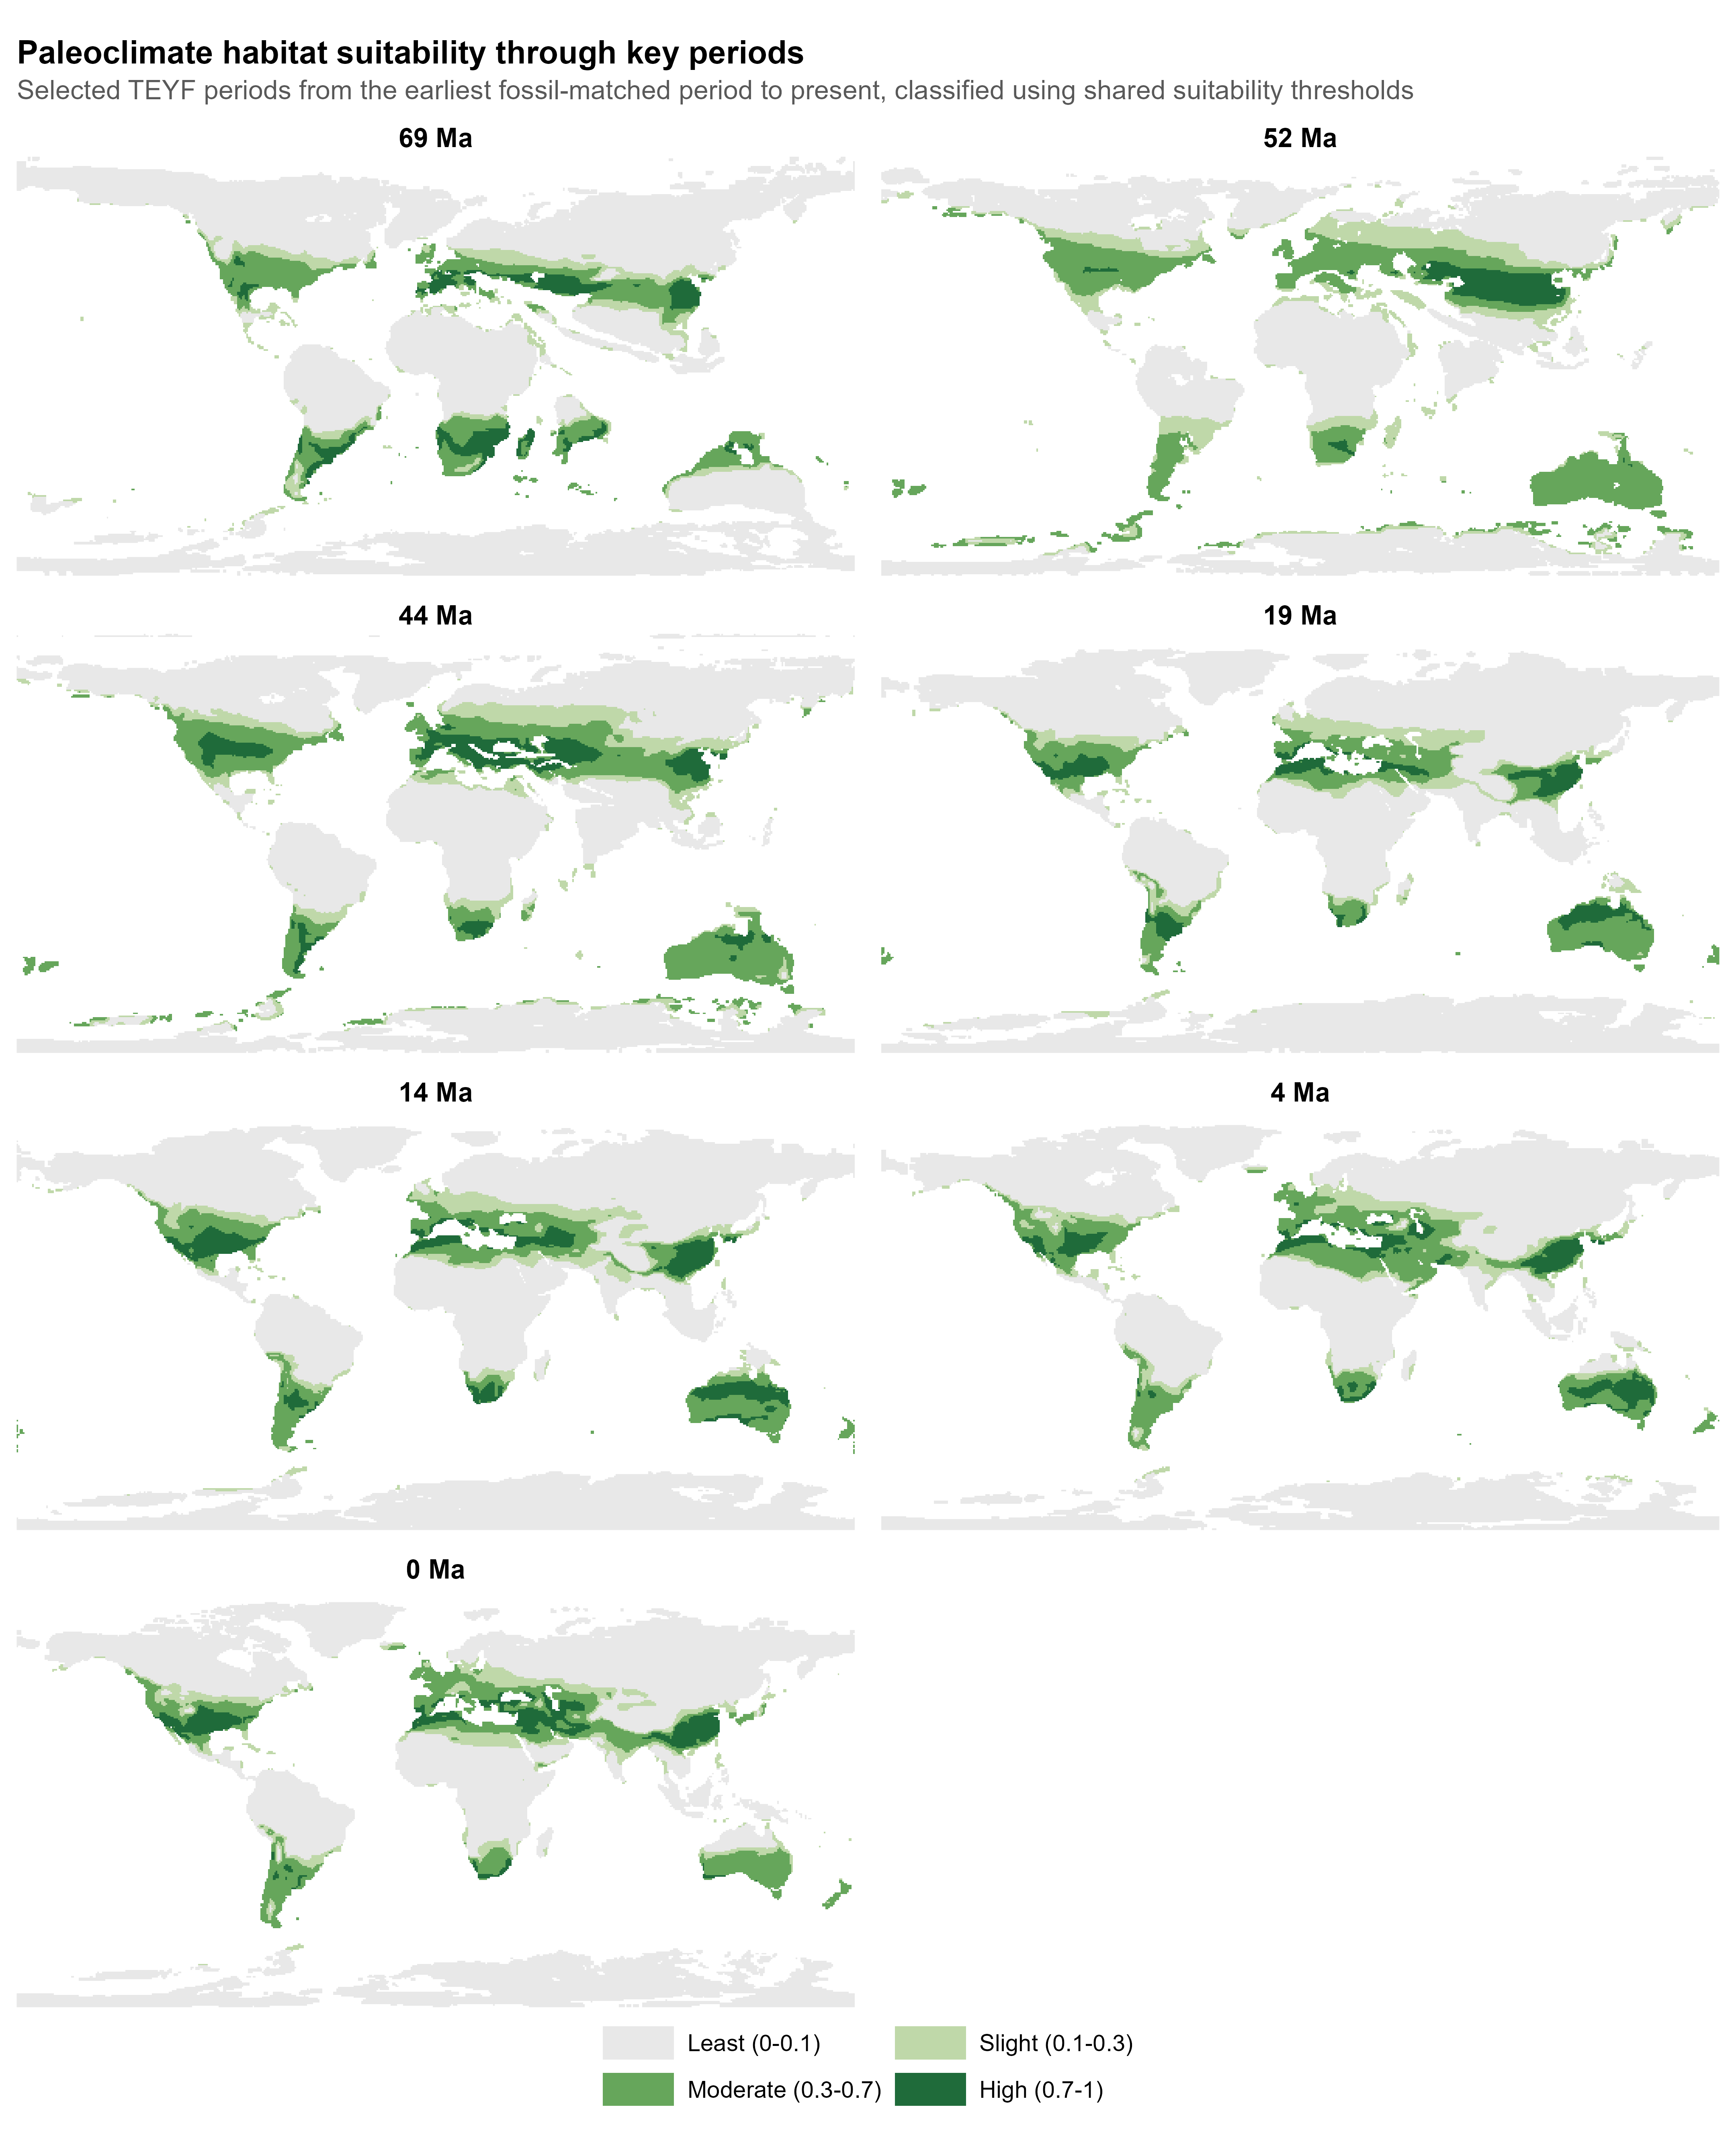 Paleoclimate habitat suitability through key periods
Selected TEYF periods from the earliest fossil-matched period to present, classified using shared suitability thresholds
69 Ma
52 Ma
44 Ma
19 Ma
14 Ma
4 Ma
0 Ma
Least (0-0.1)
Slight (0.1-0.3)
Moderate (0.3-0.7)
High (0.7-1)